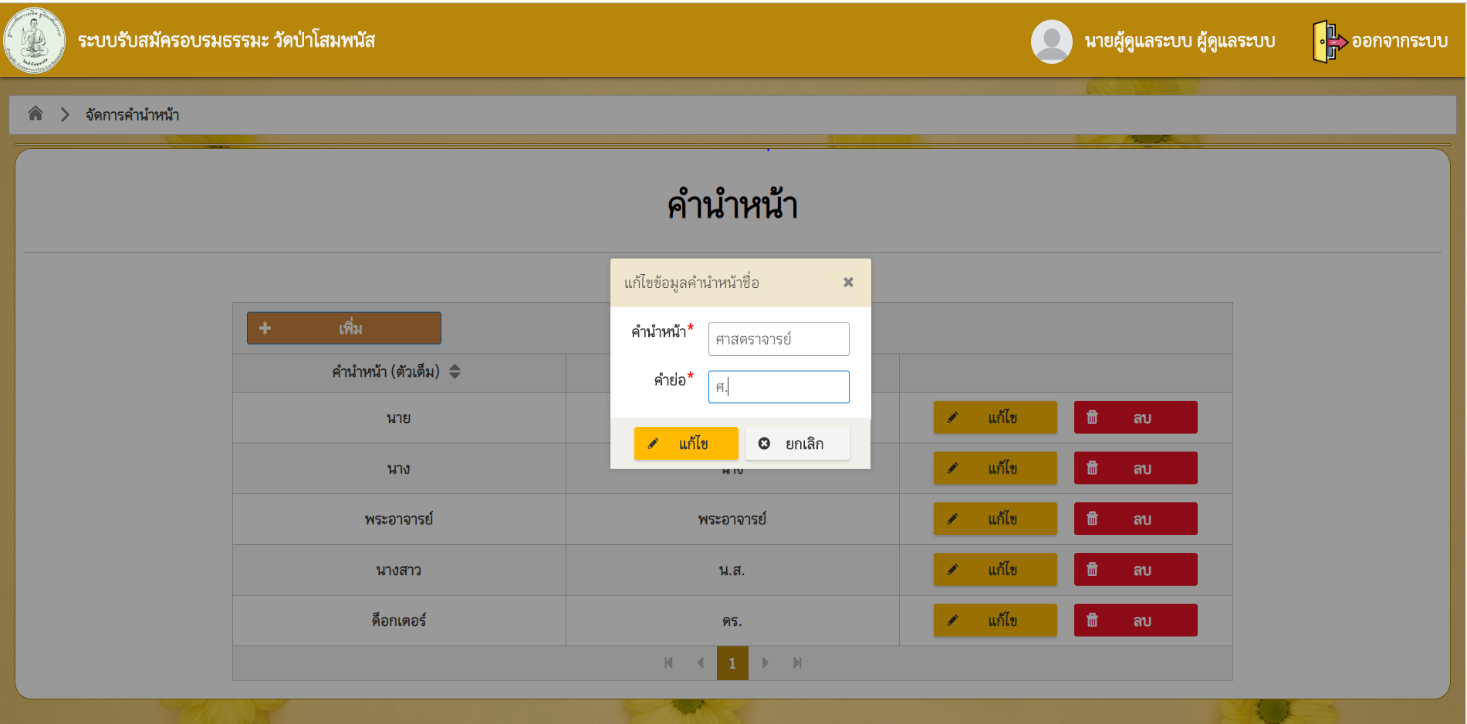 ระบบรับสมัครอบรมธรรมะ วัดป่าโสมพนัส
นายผู้ดูแลระบบ ผู้ดูแลระบบ
ออกจากระบบ
จัดการคำนำหน้า
คำนำหน้า
แก้ไขข้อมูลคำนำหน้าชื่อ
คำนำหน้า* ศาสตราจารย์
คำย่อ* ศ.
แก้ไข ยกเลิก
เพิ่ม
คำนำหน้า (ตัวเต็ม)
นาย แก้ไข ลบ
นาง นาง แก้ไข ลบ
พระอาจารย์ พระอาจารย์ แก้ไข ลบ
นางสาว น.ส. แก้ไข ลบ
ด็อกเตอร์ ดร. แก้ไข ลบ
1